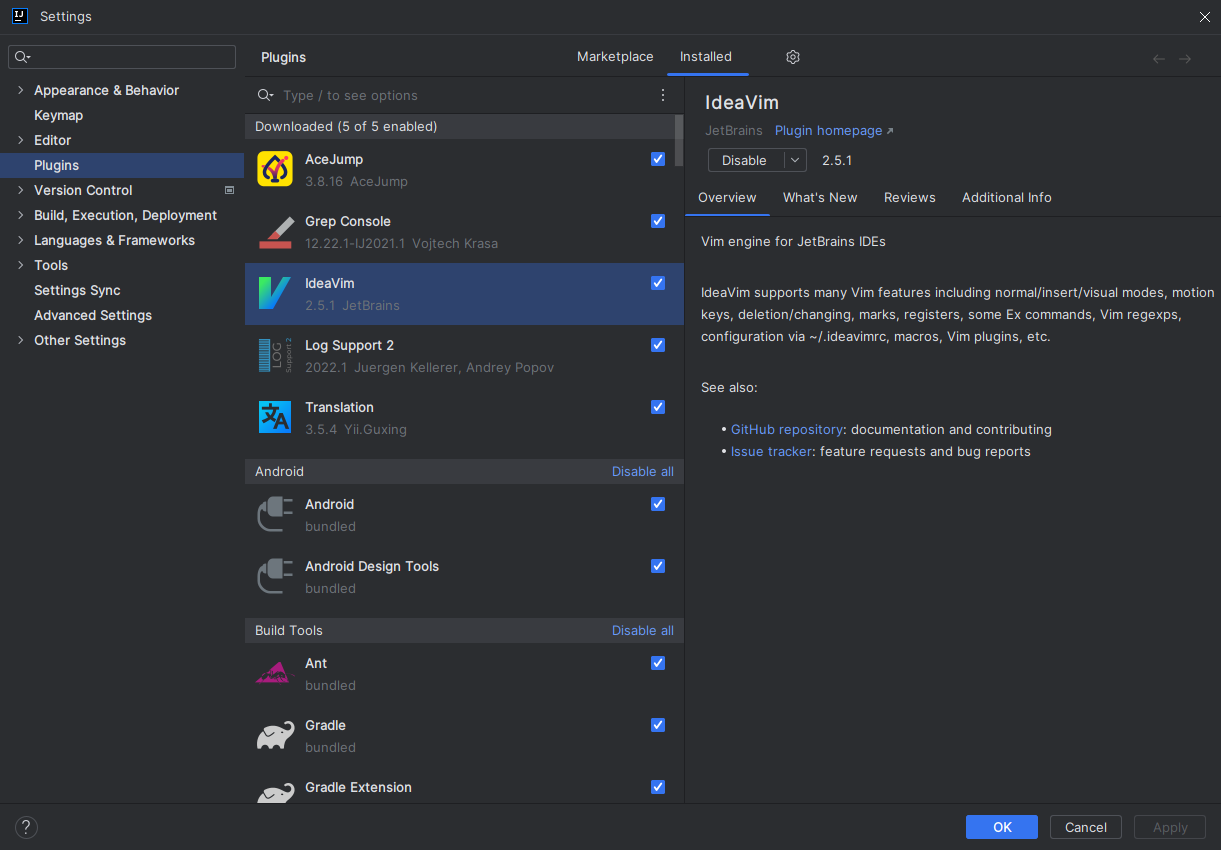 Settings
Appearance & Behavior
Keymap
Editor
Plugins
Version Control
Build, Execution, Deployment
Languages & Frameworks
Tools
Settings Sync
Advanced Settings
Other Settings
Plugins
Marketplace
Installed
Type / to see options
Downloaded (5 of 5 enabled)
AceJump
3.8.16 AceJump
Grep Console
12.22.1-IJ2021.1 Vojtech Krasa
IdeaVim
2.5.1 JetBrains
LOG
Support 2
Log Support 2
2022.1 Juergen Kellerer, Andrey Popov
Translation
3.5.4 Yii.Guxing
Android Disable all
Android
bundled
Android Design Tools
bundled
Build Tools Disable all
Ant
bundled
Gradle
bundled
Gradle Extension
IdeaVim
JetBrains Plugin homepage
Disable 2.5.1
Overview What's New Reviews Additional Info
Vim engine for JetBrains IDEs
IdeaVim supports many Vim features including normal/insert/visual modes, motion
keys, deletion/changing, marks, registers, some Ex commands, Vim regexps,
configuration via ~/.ideavimrc, macros, Vim plugins, etc.
See also:
• GitHub repository: documentation and contributing
• Issue tracker: feature requests and bug reports
?
OK
Cancel
Apply